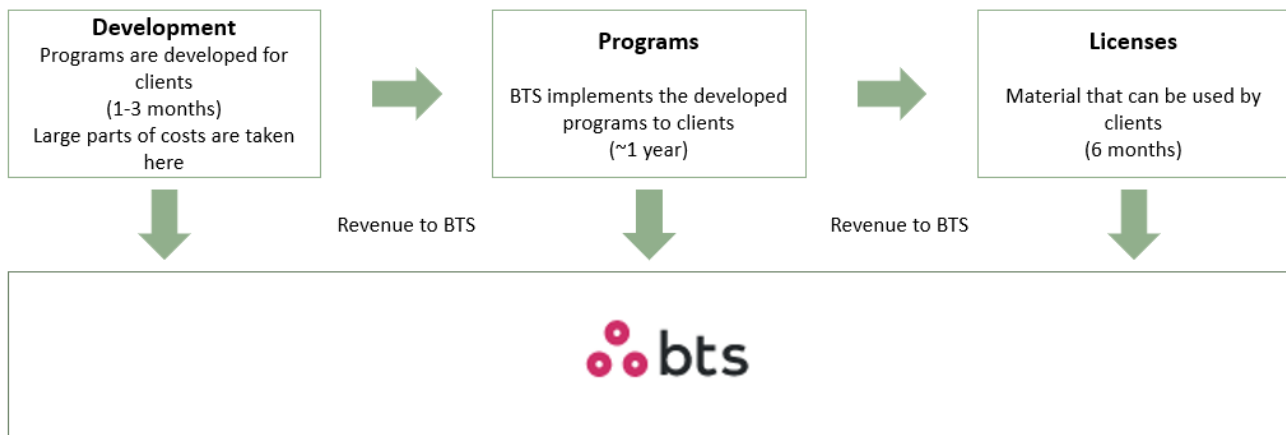 Development
Programs are developed for
clients
(1-3 months)
Large parts of costs are taken
here
Programs
BTS implements the developed
programs to clients
(~1 year)
Licenses
Material that can be used by
clients
(6 months)
Revenue to BTS
Revenue to BTS
bts